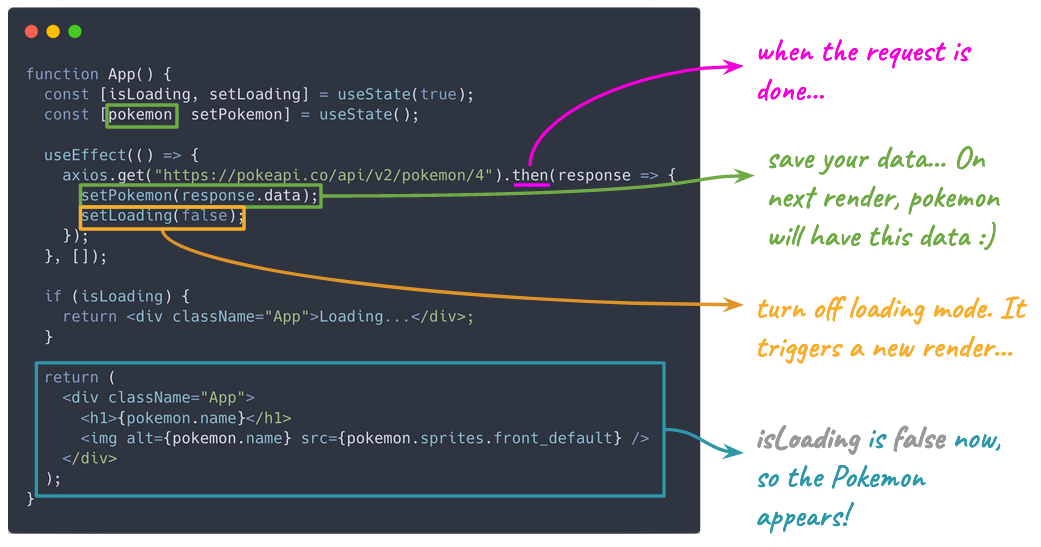 function App() {
  const [isLoading, setLoading] = useState(true);
  const [pokemon  setPokemon] = useState();
  useEffect(() => {
    axios.get("https://pokeapi.co/api/v2/pokemon/4").then(response => {
      setPokemon(response.data);
      setLoading(false);
    });
  }, []);
  if (isLoading) {
    return <div className="App">Loading...</div>;
  }
  return (
    <div className="App">
      <h1>{pokemon.name}</h1>
      <img alt={pokemon.name} src={pokemon.sprites.front_default} />
    </div>
  );
}
when the request is
done...
save your data... On
next render, pokemon
will have this data :)
turn off loading mode. It
triggers a new render...
isLoading is false now,
so the Pokemon
appears!